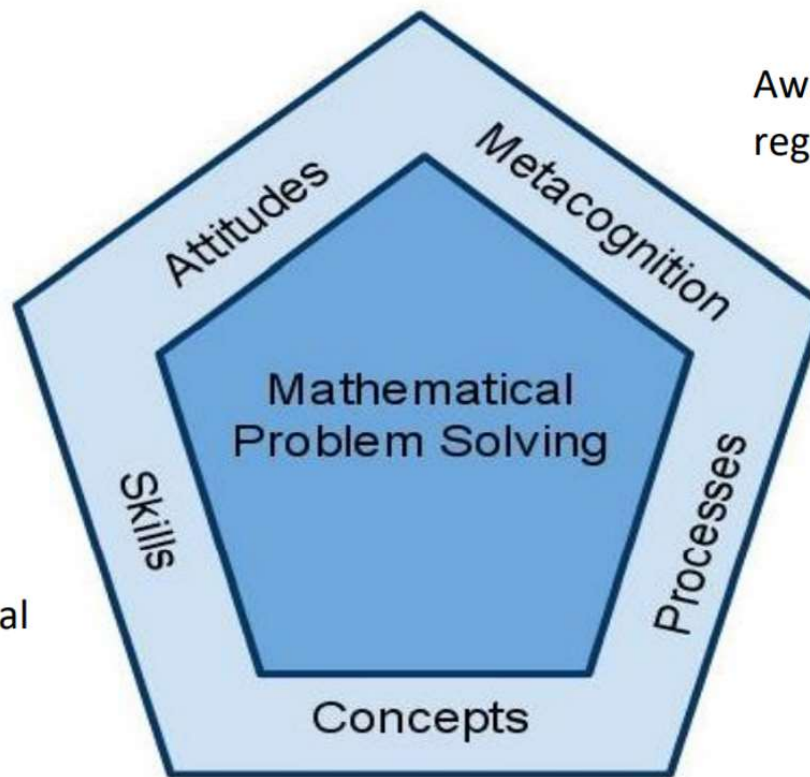 Attitudes
Metacognition
Mathematical
Problem Solving
Skills
Processes
Concepts